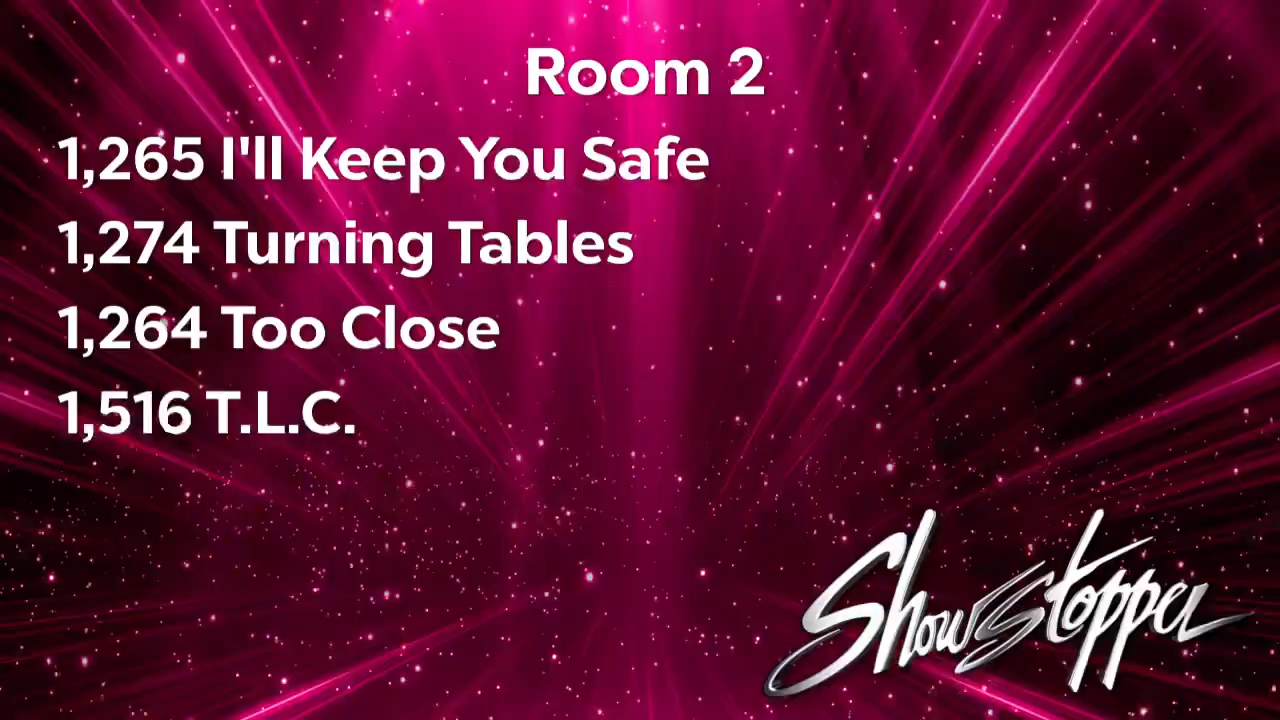 Room 2
1,265 I'll Keep You Safe
1,274 Turning Tables
1,264 Too Close
1,516 T.L.C.
ShowStopper